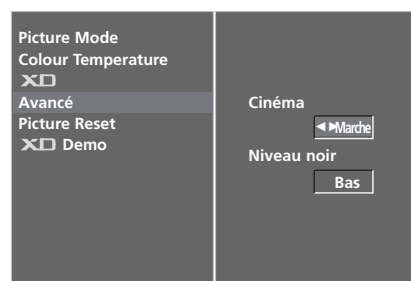 Picture Mode
Colour Temperature
XD
Avancé
Picture Reset
XD Demo
Cinéma
◄ ►Marche
Niveau noir
Bas